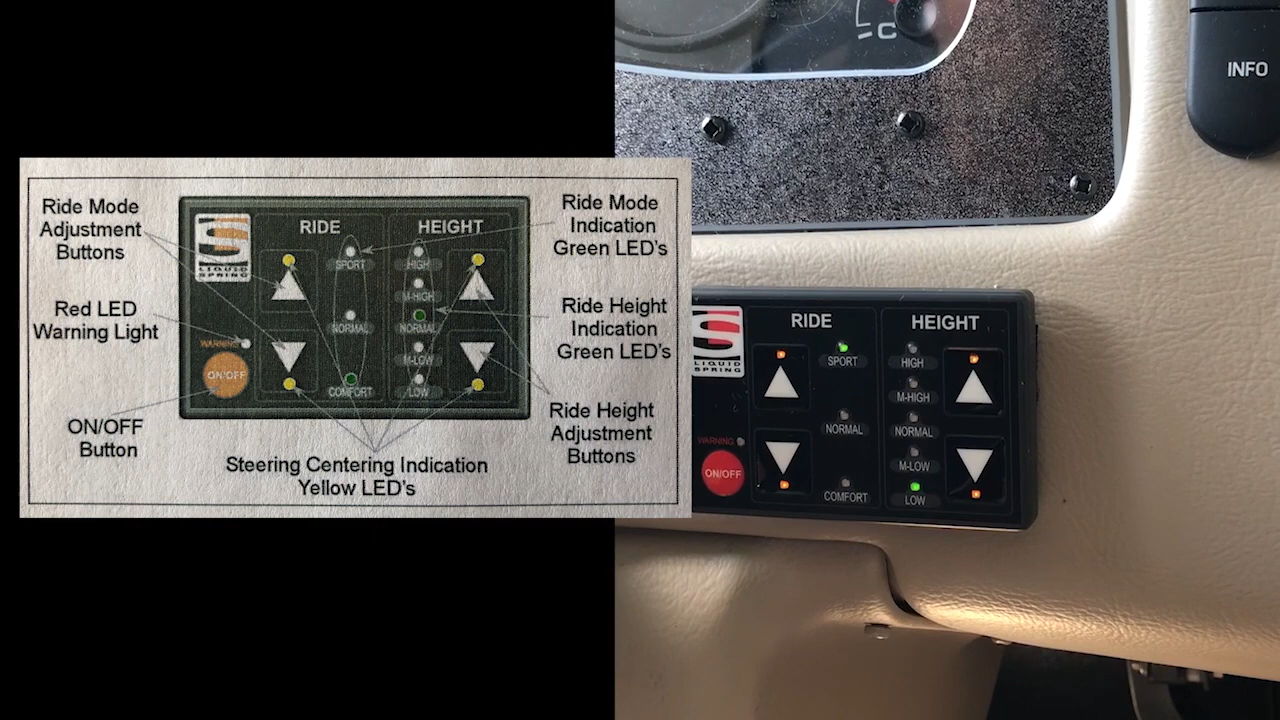 Ride Mode
Adjustment
Buttons
Red LED
Warning Light
ON/OFF
Button
LIQUID
SPRING
RIDE
HEIGHT
SPORT
NORMAL
COMFORT
HIGH
M-HIGH
NORMAL
M-LOW
LOW
WARNING
ON/OFF
Ride Mode
Indication
Green LED's
Ride Height
Indication
Green LED's
Ride Height
Adjustment
Buttons
Steering Centering Indication
Yellow LED's
C
INFO
LIQUID
SPRING
RIDE
HEIGHT
SPORT
NORMAL
COMFORT
HIGH
M-HIGH
NORMAL
M-LOW
LOW
WARNING
ON/OFF